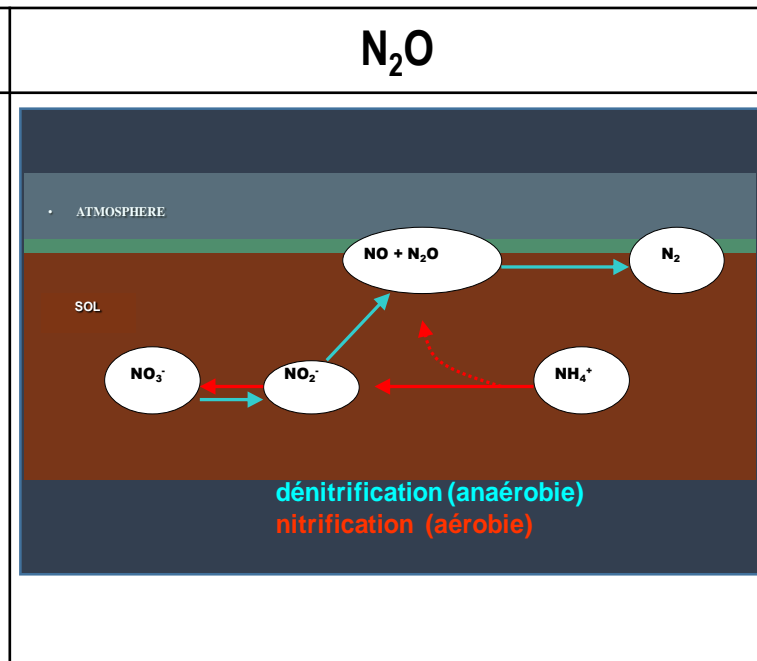 N₂O
• ATMOSPHERE
NO + N₂O
N₂
SOL
NO₃⁻
NO₂⁻
NH₄⁺
dénitrification (anaérobie)
nitrification (aérobie)